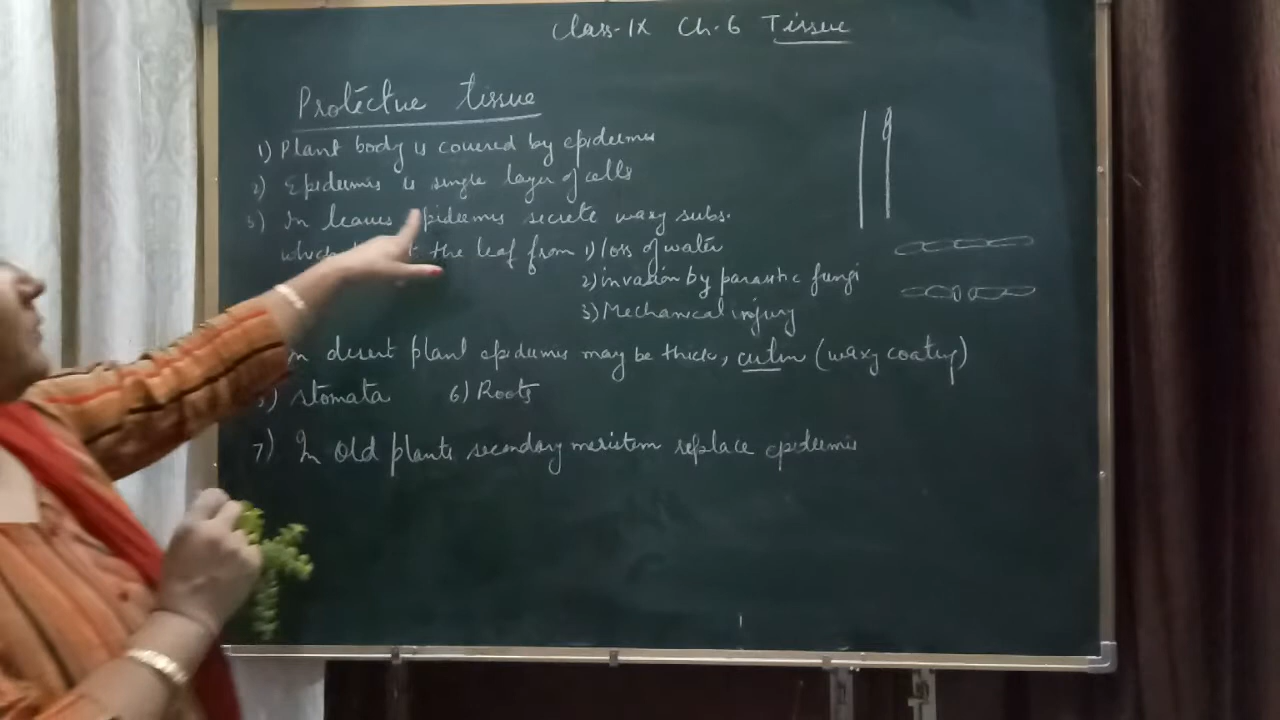 Class-IX Ch-6 Tissue
Protective tissue
1) Plant body is covered by epidermis
2) Epidermis is single layer of cells
3) In leaves epidermis secrete waxy subs.
which the leaf from 1) loss of water
2) invasion by parasitic fungi
3) Mechanical injury
In desert plant epidermis may be thick, cutin (waxy coating)
5) Stomata 6) Roots
7) In old plants secondary meristem replace epidermis